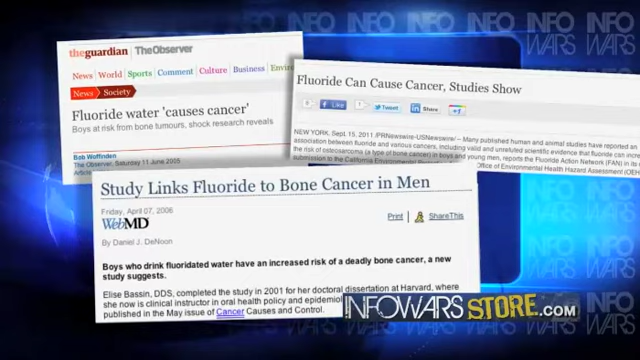 theguardian TheObserver
News World Sports Comment Culture Business
News Society
Fluoride water 'causes cancer'
Boys at risk from bone tumours, shock research reveals
Bob Woffinden
The Observer, Saturday 11 June 2005
Fluoride Can Cause Cancer, Studies Show
Like Tweet Share
NEW YORK, Sept. 15, 2011 /PRNewswire-USNewswire/ -- Many published human and animal studies have reported an
association between fluoride and various cancers, including valid and unrefuted scientific evidence that fluoride can increase
the risk of osteosarcoma (a type of bone cancer) in boys and young men, reports the Fluoride Action Network (FAN) in its
submission to the California Environmental Office of Environmental Health Hazard Assessment
Study Links Fluoride to Bone Cancer in Men
Friday, April 07, 2006
WebMD
Print ShareThis
By Daniel J. DeNoon
Boys who drink fluoridated water have an increased risk of a deadly bone cancer, a new
study suggests.
Elise Bassin, DDS, completed the study in 2001 for her doctoral dissertation at Harvard, where
she now is clinical instructor in oral health policy and
published in the May issue of Cancer Causes and Control.
INFOWARS STORE.COM
INFO WARS